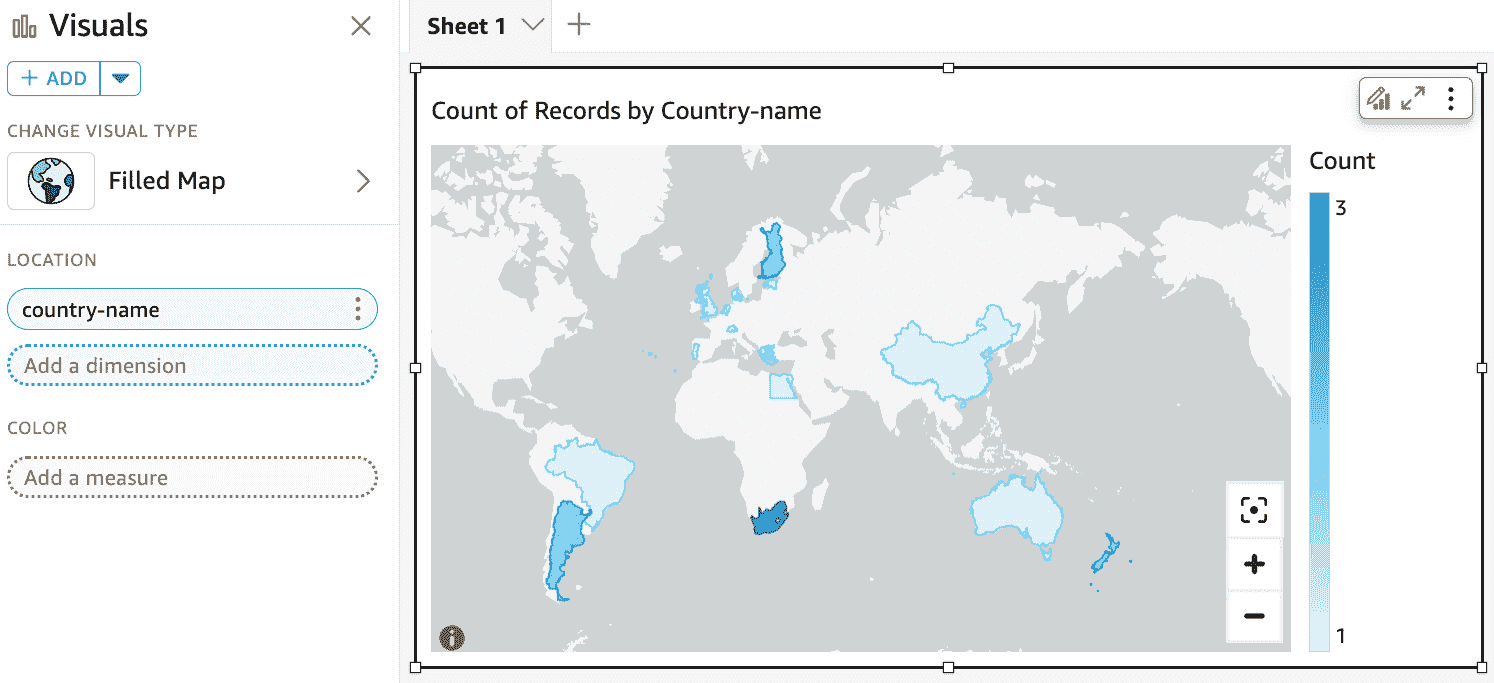 Visuals
+ ADD
CHANGE VISUAL TYPE
Filled Map
LOCATION
country-name
Add a dimension
COLOR
Add a measure
Sheet 1
Count of Records by Country-name
Count
3
1